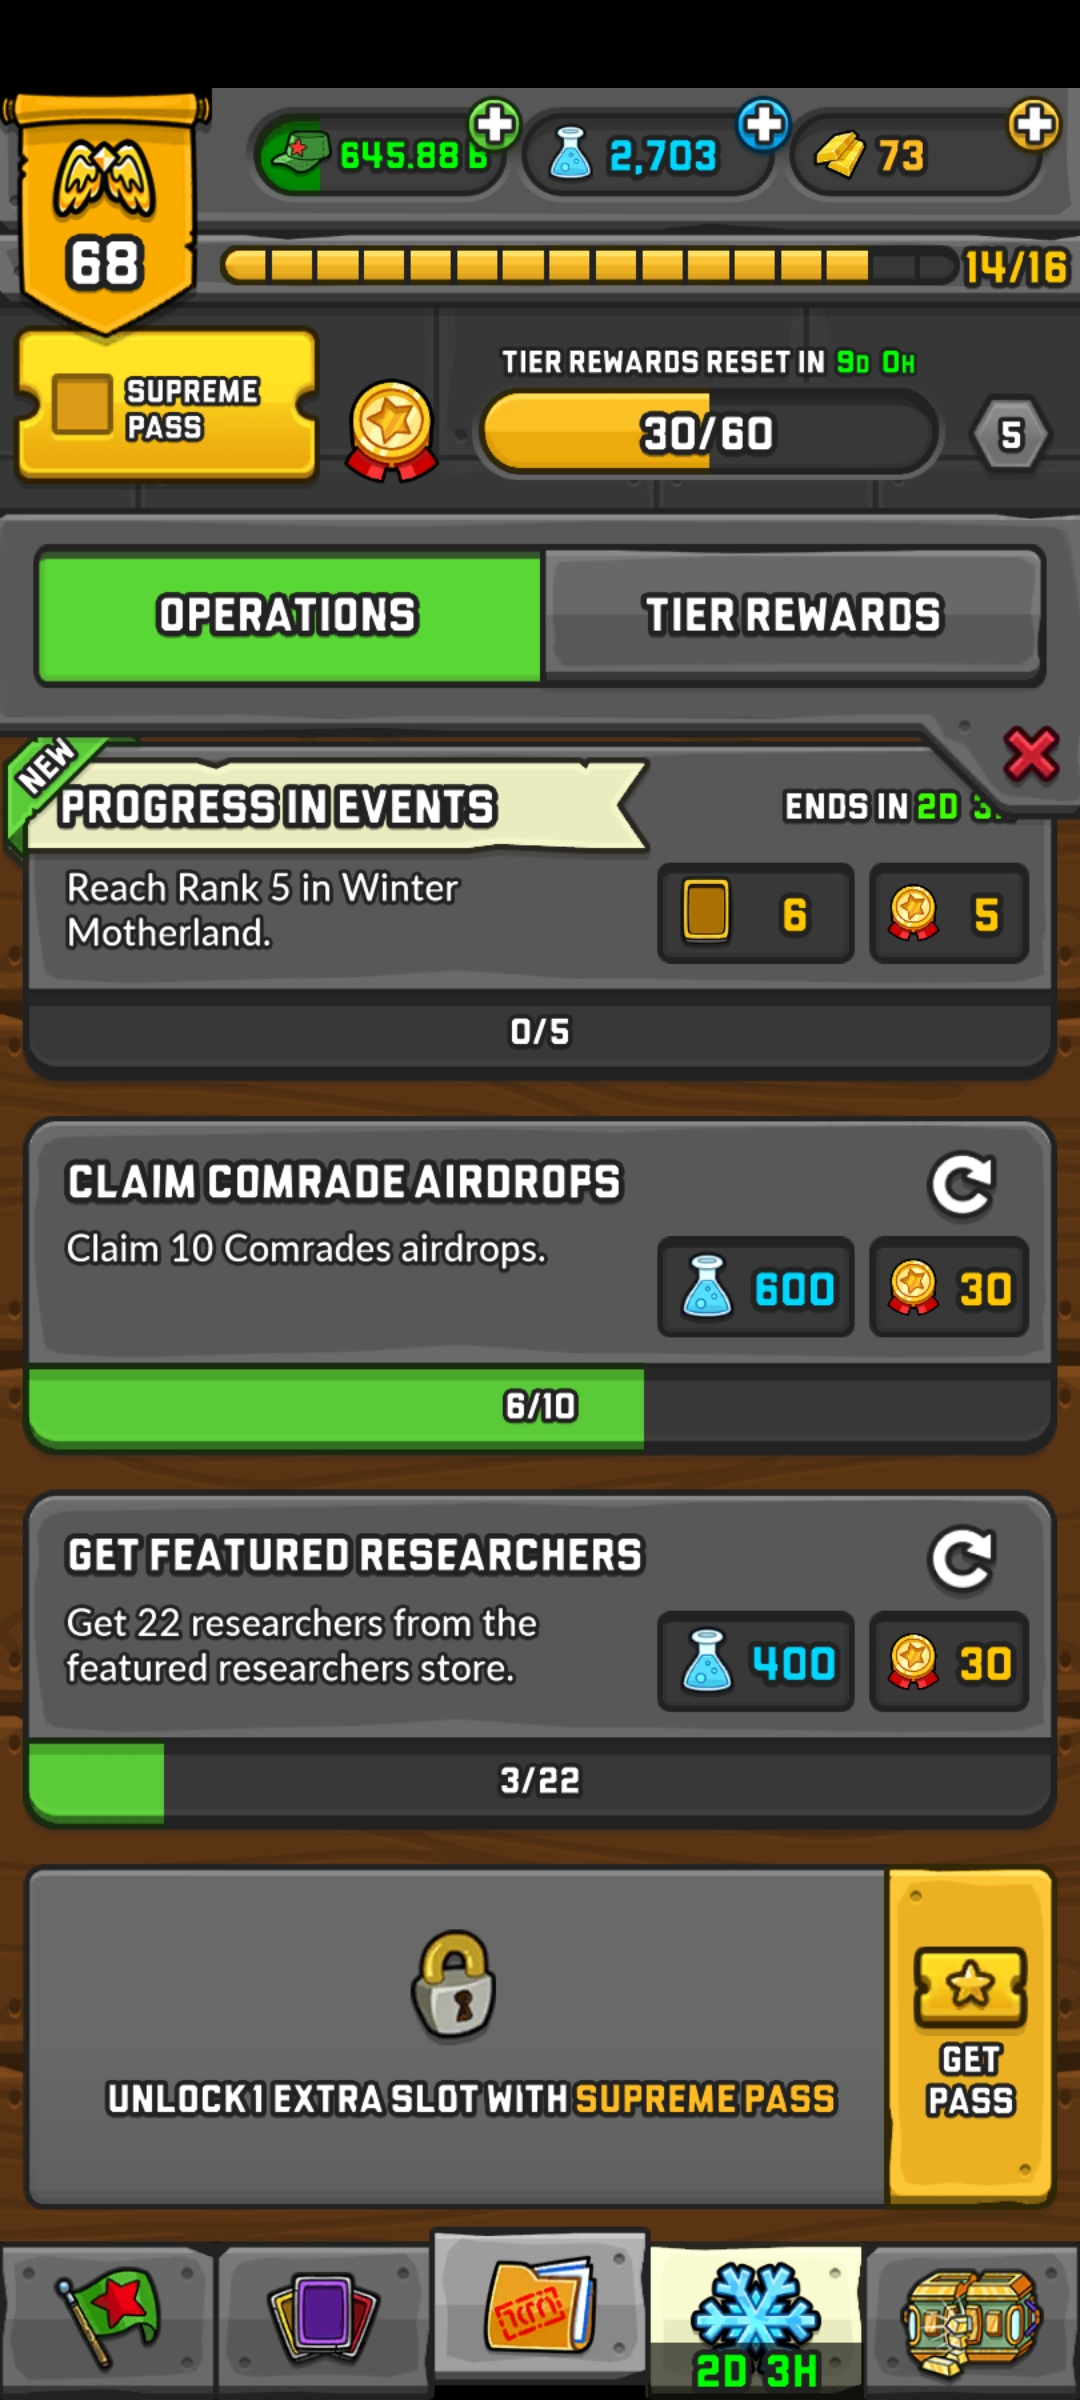 645.88 B
2,703
73
68
14/16
SUPREME
PASS
TIER REWARDS RESET IN 9D 0H
30/60
5
OPERATIONS
TIER REWARDS
NEW
PROGRESS IN EVENTS
ENDS IN 2D 3
Reach Rank 5 in Winter
Motherland.
6
5
0/5
CLAIM COMRADE AIRDROPS
Claim 10 Comrades airdrops.
600
30
6/10
GET FEATURED RESEARCHERS
Get 22 researchers from the
featured researchers store.
400
30
3/22
UNLOCK 1 EXTRA SLOT WITH SUPREME PASS
GET
PASS
2D 3H